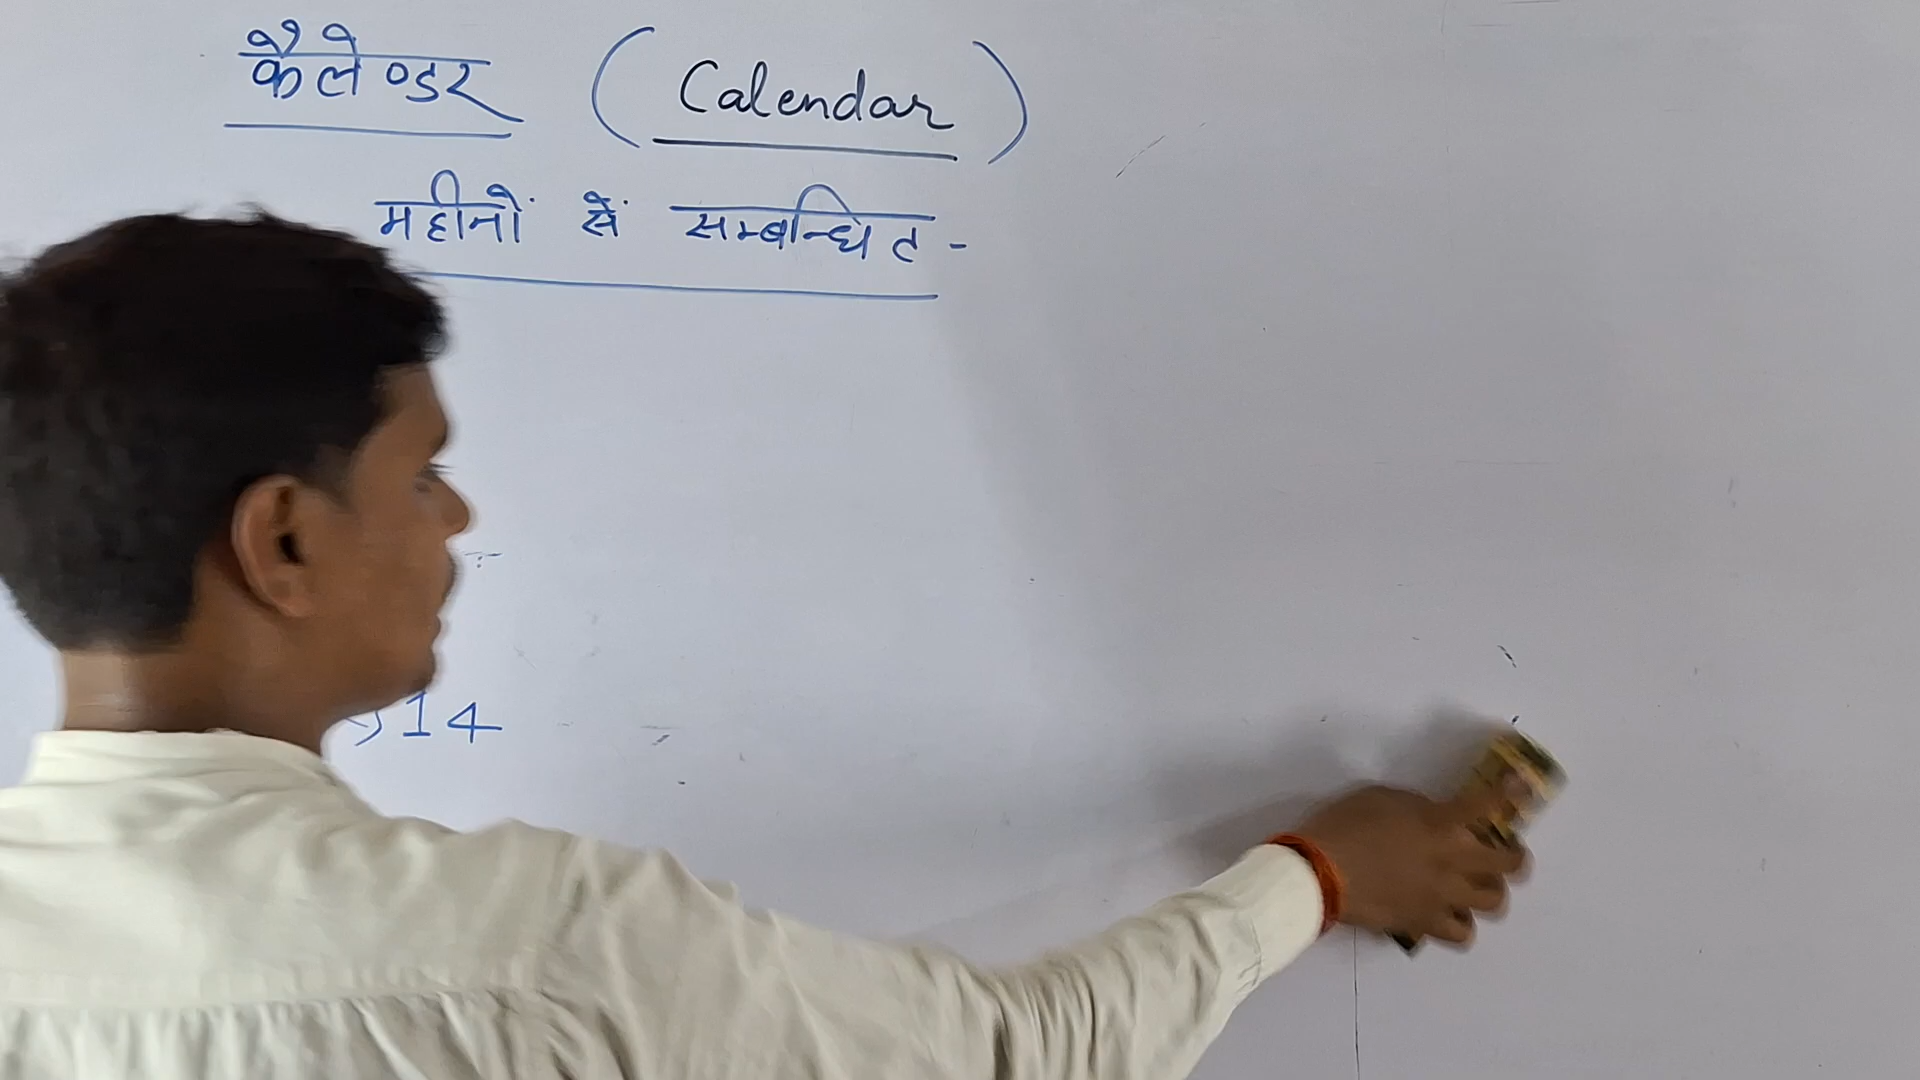 कैलेण्डर (Calendar)
महीनों सें सम्बन्धित -
14